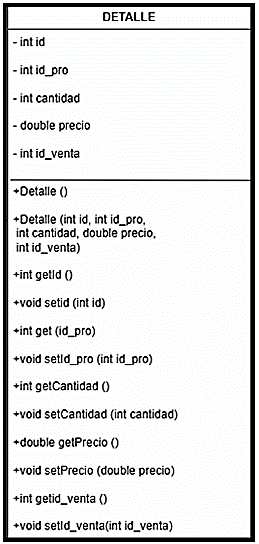 DETALLE
- int id
- int id_pro
- int cantidad
- double precio
- int id_venta
+Detalle ()
+Detalle (int id, int id_pro,
int cantidad, double precio,
int id_venta)
+int getId ()
+void setid (int id)
+int get (id_pro)
+void setId_pro (int id_pro)
+int getCantidad ()
+void setCantidad (int cantidad)
+double getPrecio ()
+void setPrecio (double precio)
+int getid_venta ()
+void setId_venta(int id_venta)